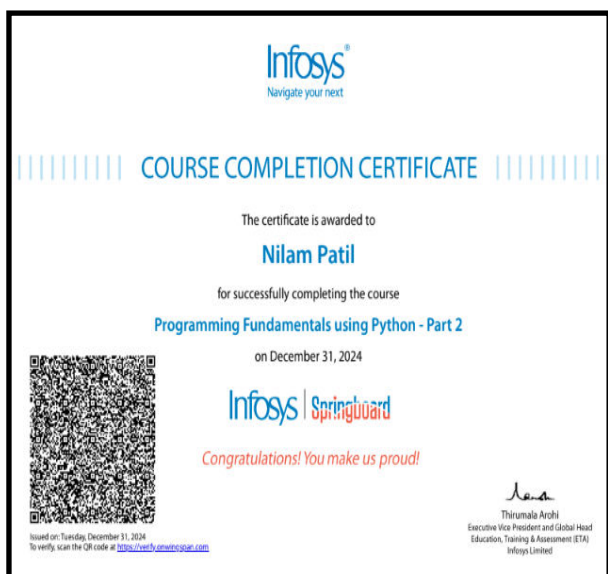 Infosys®
Navigate your next
COURSE COMPLETION CERTIFICATE
The certificate is awarded to
Nilam Patil
for successfully completing the course
Programming Fundamentals using Python - Part 2
on December 31, 2024
Infosys | Springboard
Congratulations! You make us proud!
Thirumala Arohi
Executive Vice President and Global Head
Education, Training & Assessment (ETA)
Infosys Limited
Issued on: Tuesday, December 31, 2024
To verify, scan the QR code at https://verify.onwingspan.com